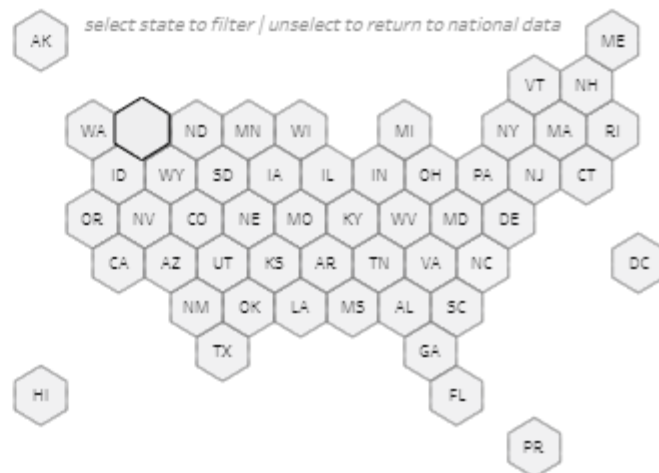 select state to filter | unselect to return to national data
AK
ME
VT NH
WA ND MN WI MI NY MA RI
ID WY SD IA IL IN OH PA NJ CT
OR NV CO NE MO KY WV MD DE
CA AZ UT KS AR TN VA NC DC
NM OK LA MS AL SC
TX GA
HI FL
PR